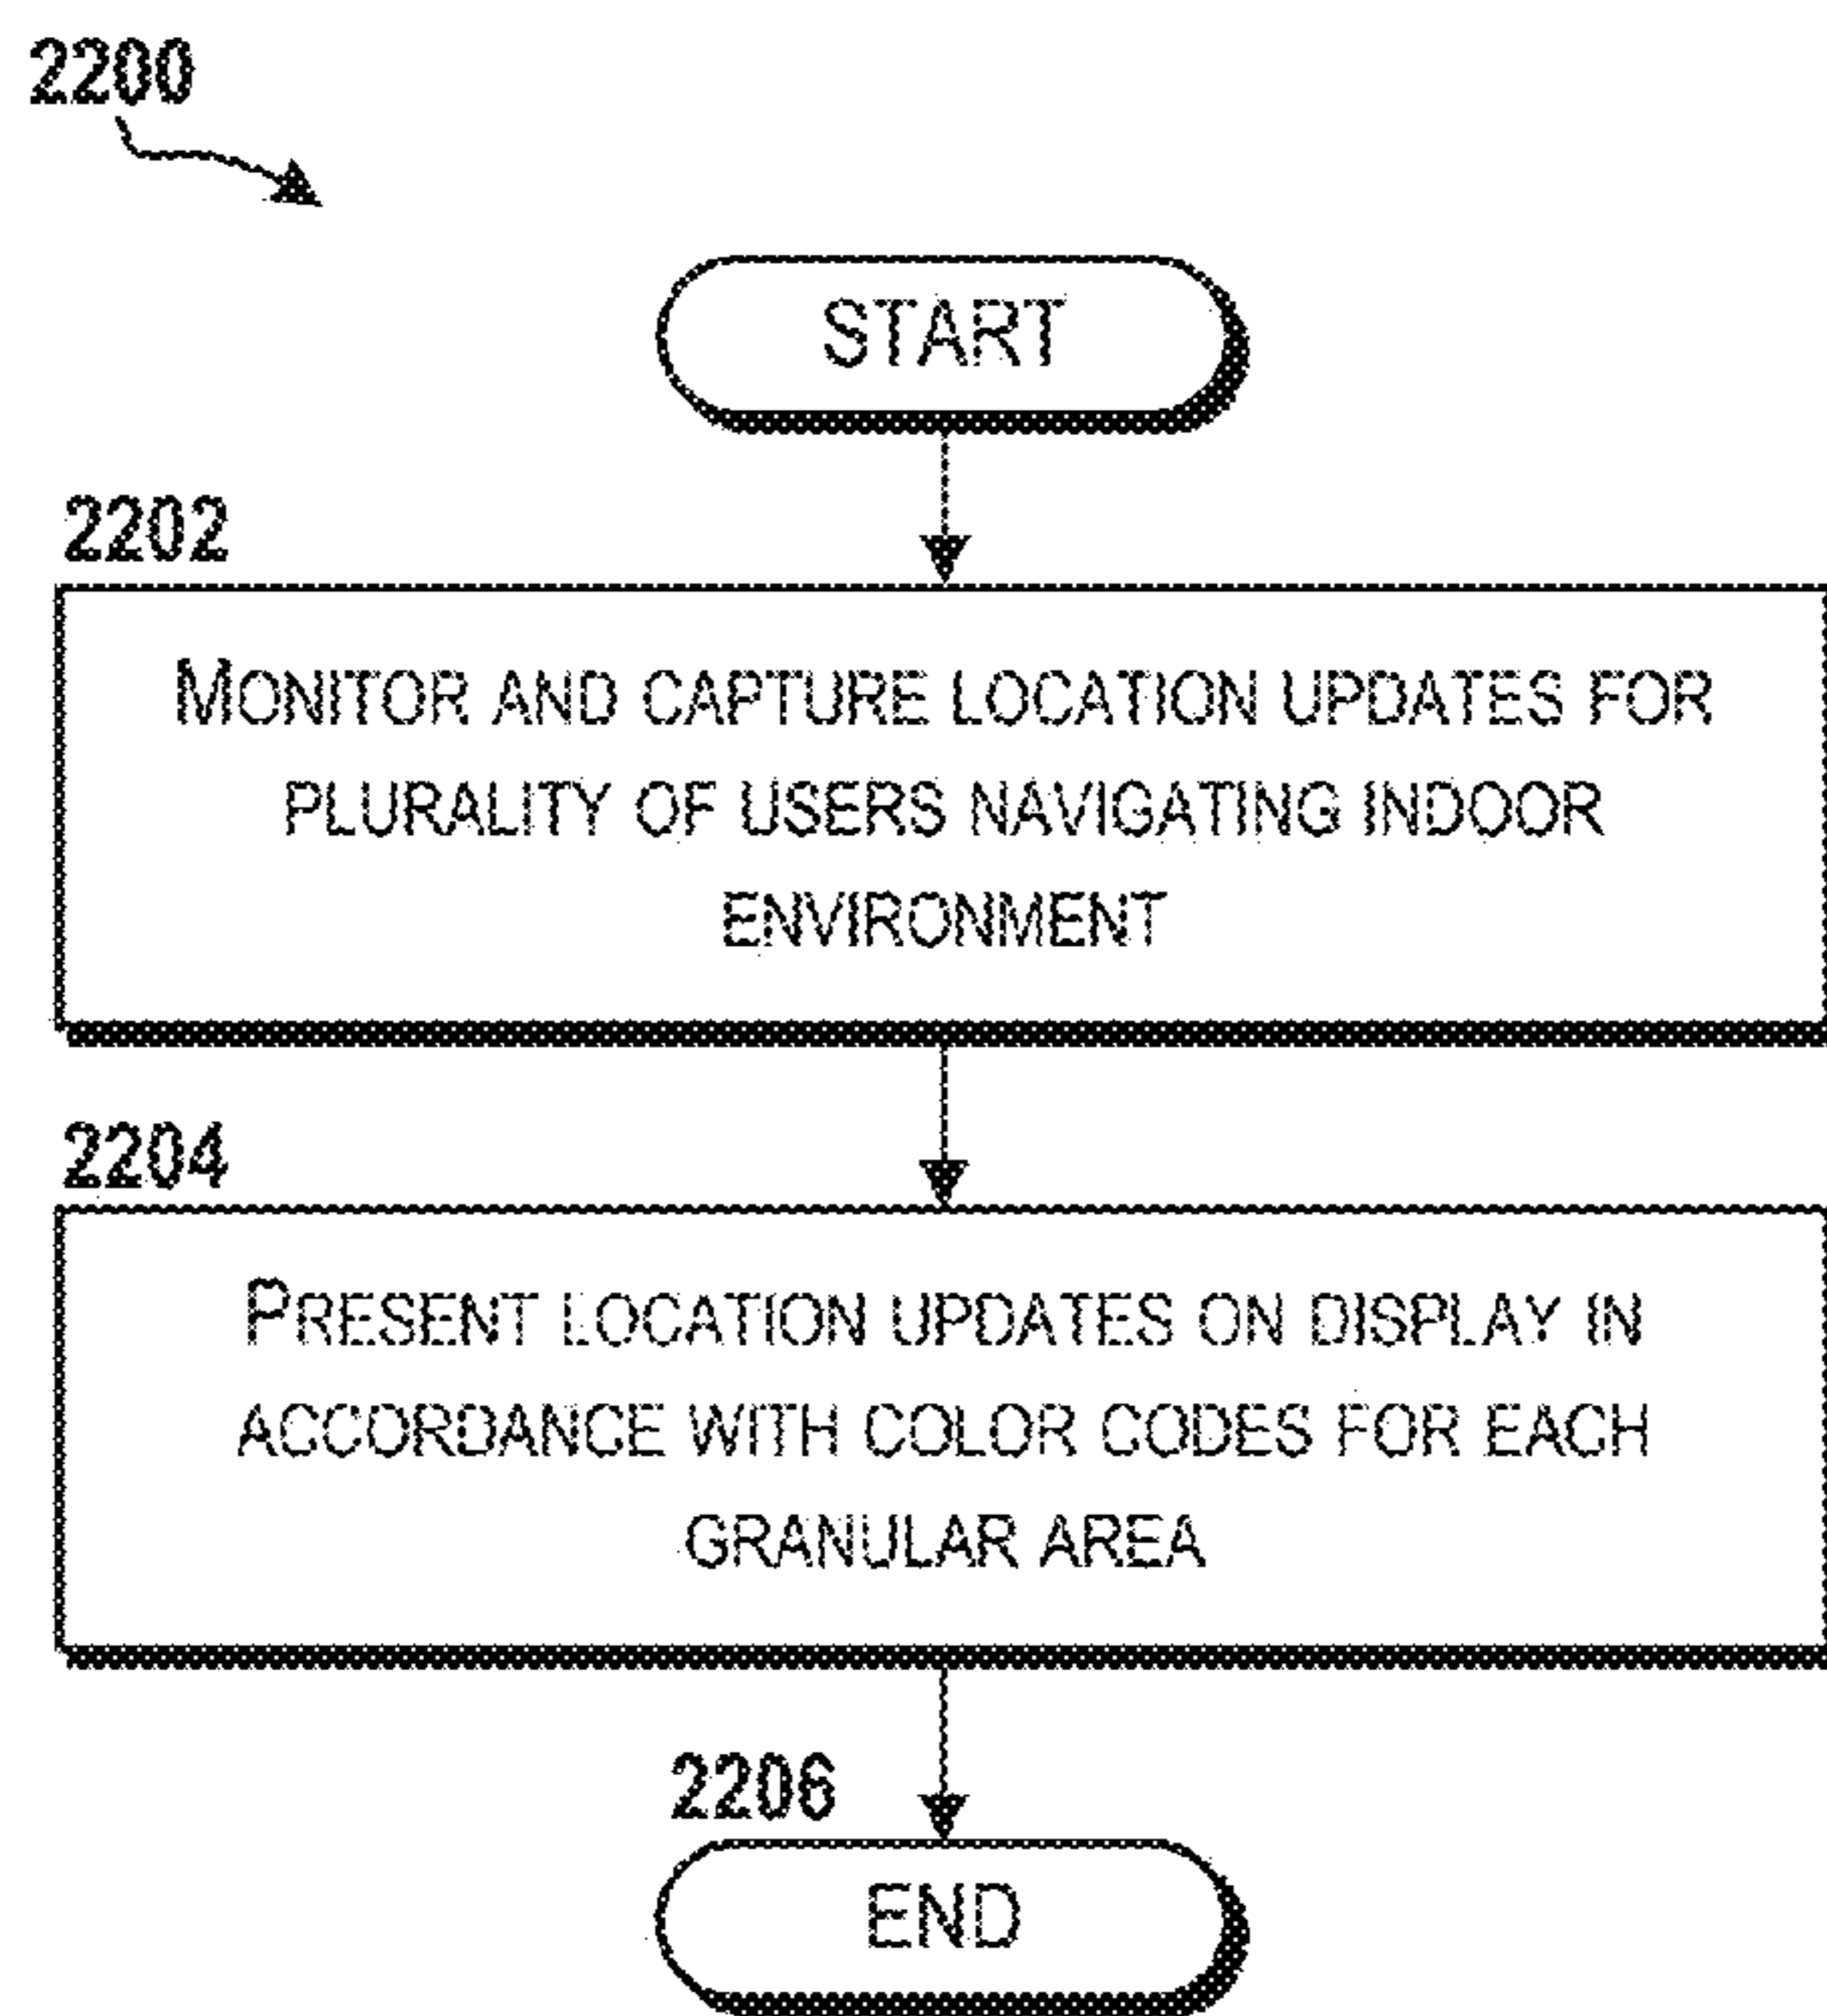 2200
START
2202
MONITOR AND CAPTURE LOCATION UPDATES FOR
PLURALITY OF USERS NAVIGATING INDOOR
ENVIRONMENT
2204
PRESENT LOCATION UPDATES ON DISPLAY IN
ACCORDANCE WITH COLOR CODES FOR EACH
GRANULAR AREA
2206
END